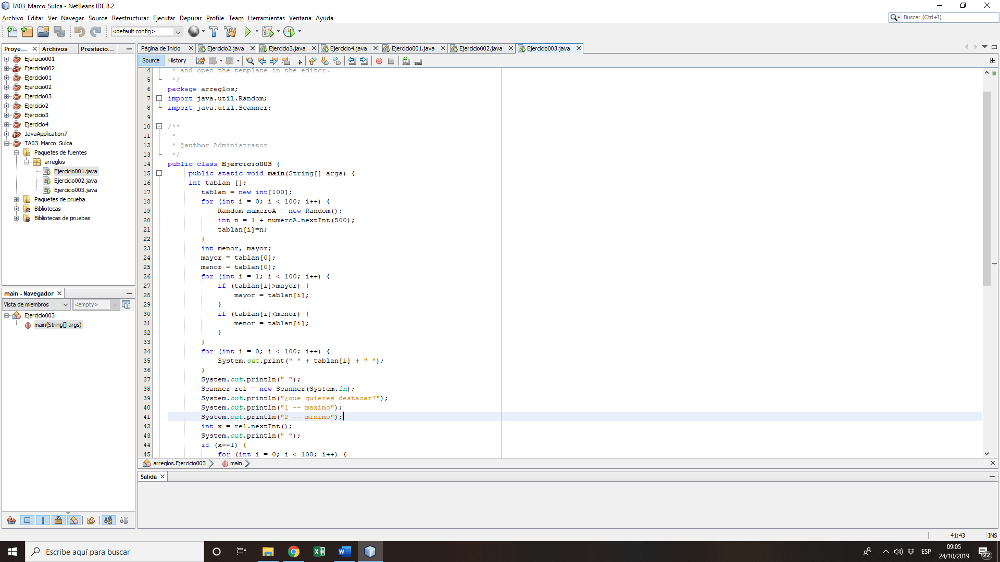 TA03_Marco_Sulca - NetBeans IDE 8.2
Archivo Editar Ver Navegar Source Reestructurar Ejecutar Depurar Profile Team Herramientas Ventana Ayuda
Buscar (Ctrl+I)
<default config>
Proye... Archivos Prestacio...
Página de Inicio Ejercicio2.java Ejercicio3.java Ejercicio4.java Ejercicio001.java Ejercicio002.java Ejercicio003.java
Source History
Ejercicio001
Ejercicio002
Ejercicio01
Ejercicio02
Ejercicio03
Ejercicio2
Ejercicio3
Ejercicio4
JavaApplication7
TA03_Marco_Sulca
Paquetes de fuentes
arreglos
Ejercicio001.java
Ejercicio002.java
Ejercicio003.java
Paquetes de prueba
Bibliotecas
Bibliotecas de pruebas
main - Navegador
Vista de miembros <empty>
Ejercicio003
main(String[] args)
4 * and open the template in the editor.
5 */
6 package arreglos;
7 import java.util.Random;
8 import java.util.Scanner;
9
10 /**
11 *
12 * @author Administrator
13 */
14 public class Ejercicio003 {
15 public static void main(String[] args) {
16 int tablan [];
17 tablan = new int[100];
18 for (int i = 0; i < 100; i++) {
19 Random numeroA = new Random();
20 int n = 1 + numeroA.nextInt(500);
21 tablan[i]=n;
22 }
23 int menor, mayor;
24 mayor = tablan[0];
25 menor = tablan[0];
26 for (int i = 1; i < 100; i++) {
27 if (tablan[i]>mayor) {
28 mayor = tablan[i];
29 }
30 if (tablan[i]<menor) {
31 menor = tablan[i];
32 }
33 }
34 for (int i = 0; i < 100; i++) {
35 System.out.print(" " + tablan[i] + " ");
36 }
37 System.out.println(" ");
38 Scanner re1 = new Scanner(System.in);
39 System.out.println("¿que quieres destacar?");
40 System.out.println("1 -- maximo");
41 System.out.println("2 -- minimo");
42 int x = re1.nextInt();
43 System.out.println(" ");
44 if (x==1) {
45 for (int i = 0; i < 100; i++) {
arreglos.Ejercicio003 main
Salida
41:43 INS
Escribe aquí para buscar
ESP
09:05
24/10/2019
22